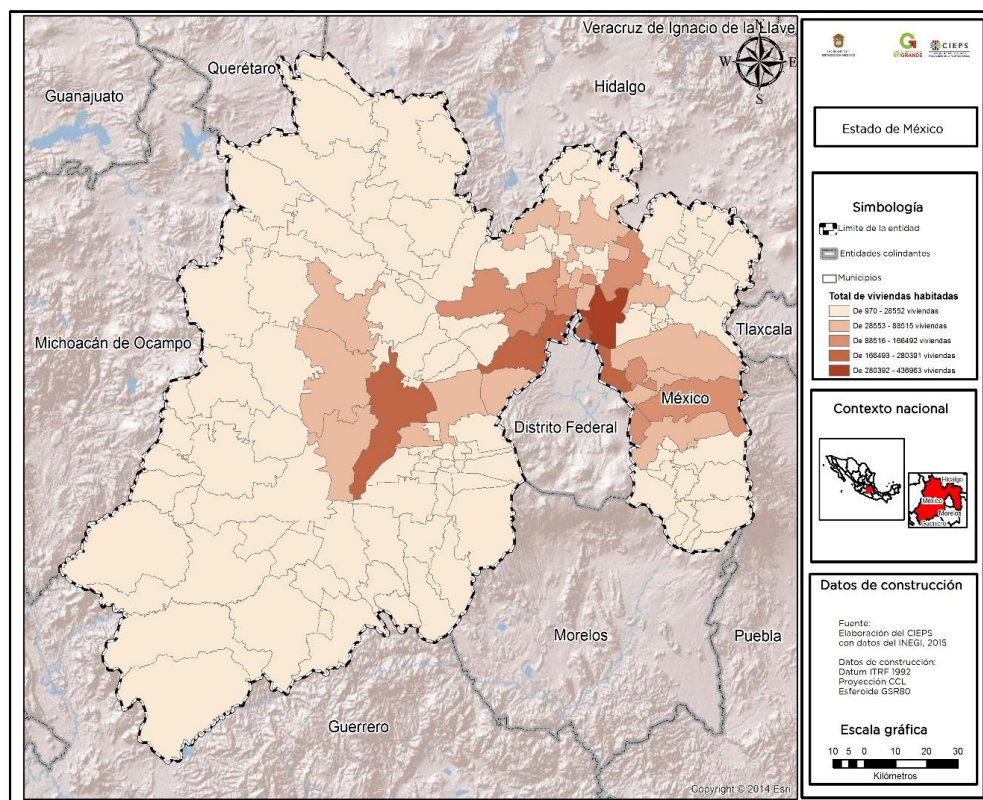 Veracruz de Ignacio de la Llave
N
W E
S
Querétaro
Guanajuato
Hidalgo
Michoacán de Ocampo
Tlaxcala
México
Distrito Federal
Morelos
Puebla
Guerrero
Copyright © 2014 Esri
GRANDE
CIEPS
Estado de México
Simbología
Limite de la entidad
Entidades colindantes
Municipios
Total de viviendas habitadas
De 970 - 28552 viviendas
De 28553 - 88515 viviendas
De 88516 - 166492 viviendas
De 166493 - 280391 viviendas
De 280392 - 436963 viviendas
Contexto nacional
Hidalgo
México
Morelos
Guerrero
Datos de construcción
Fuente:
Elaboración del CIEPS
con datos del INEGI, 2015
Datos de construcción:
Datum ITRF 1992
Proyección CCL
Esferoide GSR80
Escala gráfica
10 5 0 10 20 30
Kilómetros